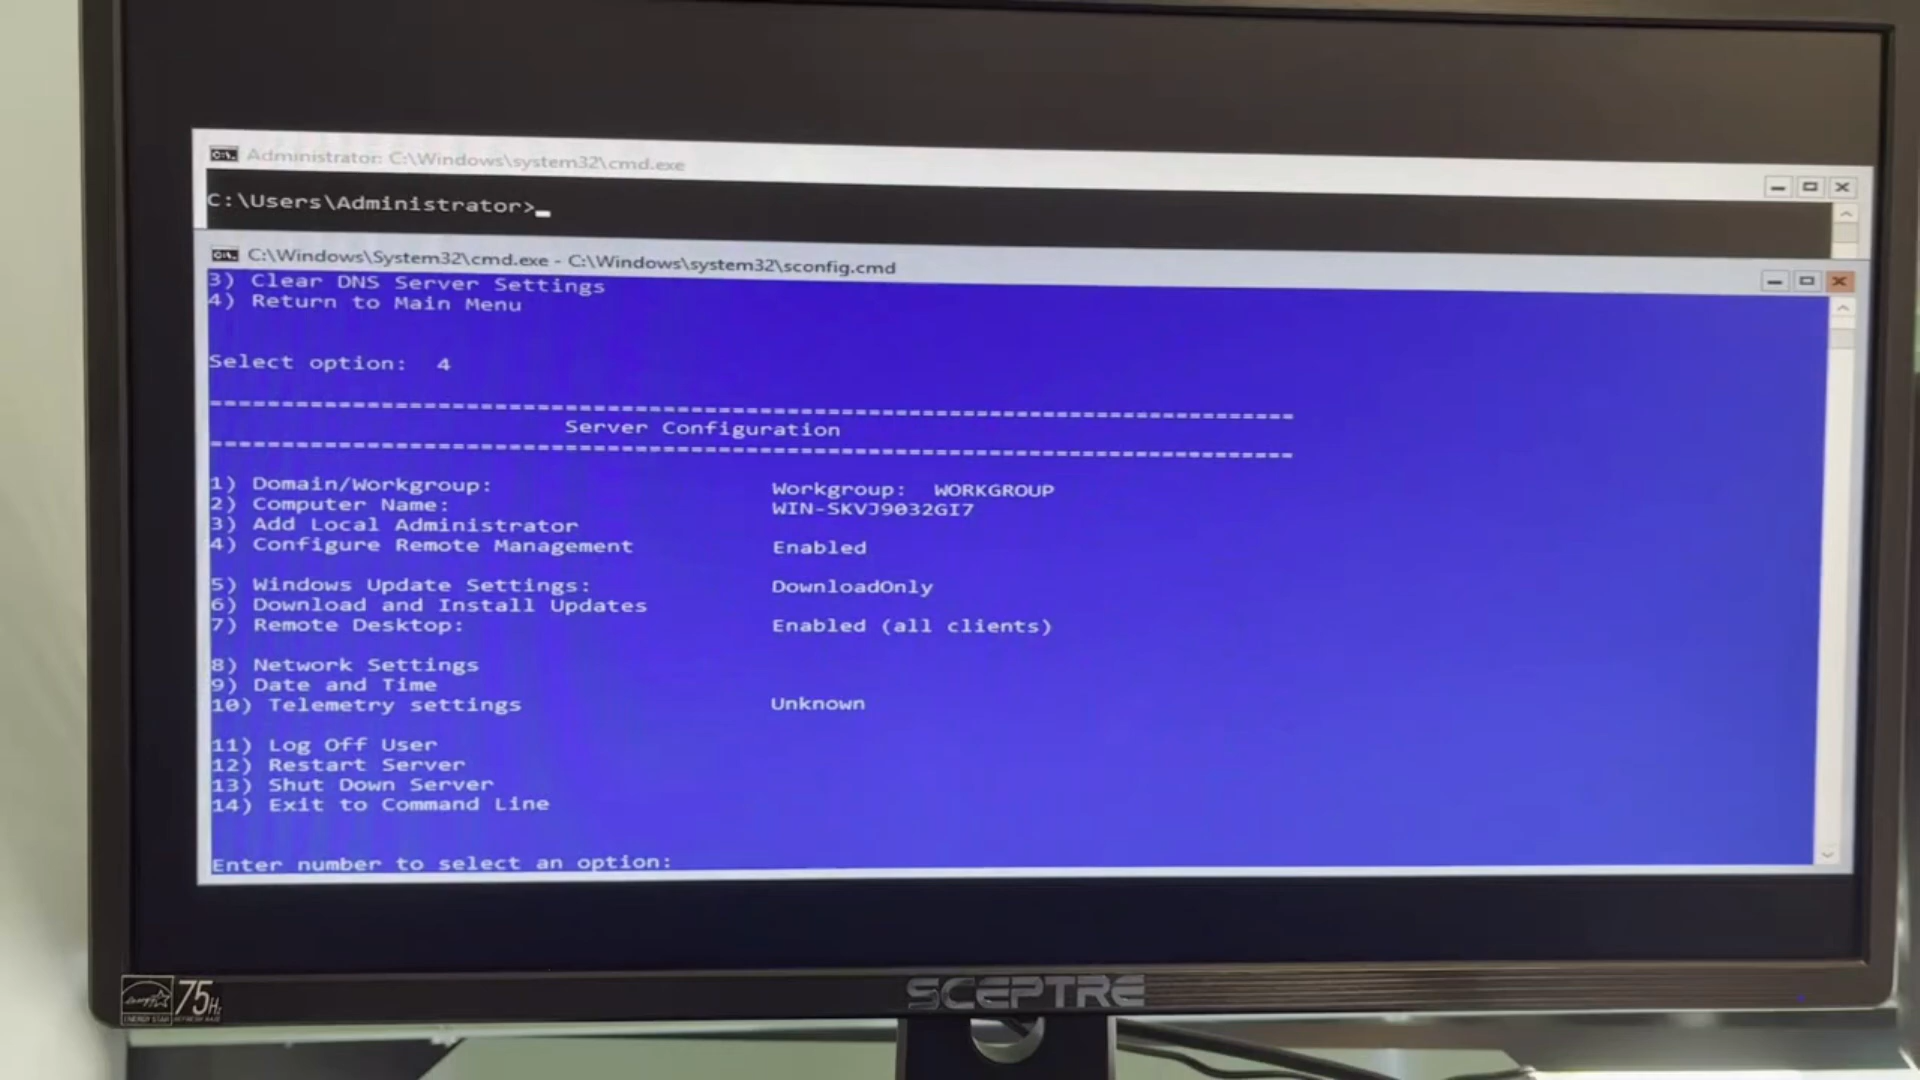 Administrator: C:\Windows\system32\cmd.exe
C:\Users\Administrator>
C:\Windows\System32\cmd.exe - C:\Windows\system32\sconfig.cmd
3) Clear DNS Server Settings
4) Return to Main Menu
Select option:  4
===============================================================================
Server Configuration
===============================================================================
1) Domain/Workgroup:                    Workgroup:  WORKGROUP
2) Computer Name:                       WIN-SKVJ9032GI7
3) Add Local Administrator
4) Configure Remote Management          Enabled
5) Windows Update Settings:             DownloadOnly
6) Download and Install Updates
7) Remote Desktop:                      Enabled (all clients)
8) Network Settings
9) Date and Time
10) Telemetry settings                  Unknown
11) Log Off User
12) Restart Server
13) Shut Down Server
14) Exit to Command Line
Enter number to select an option:
SCEPTRE
75Hz
ENERGY STAR
REFRESH RATE